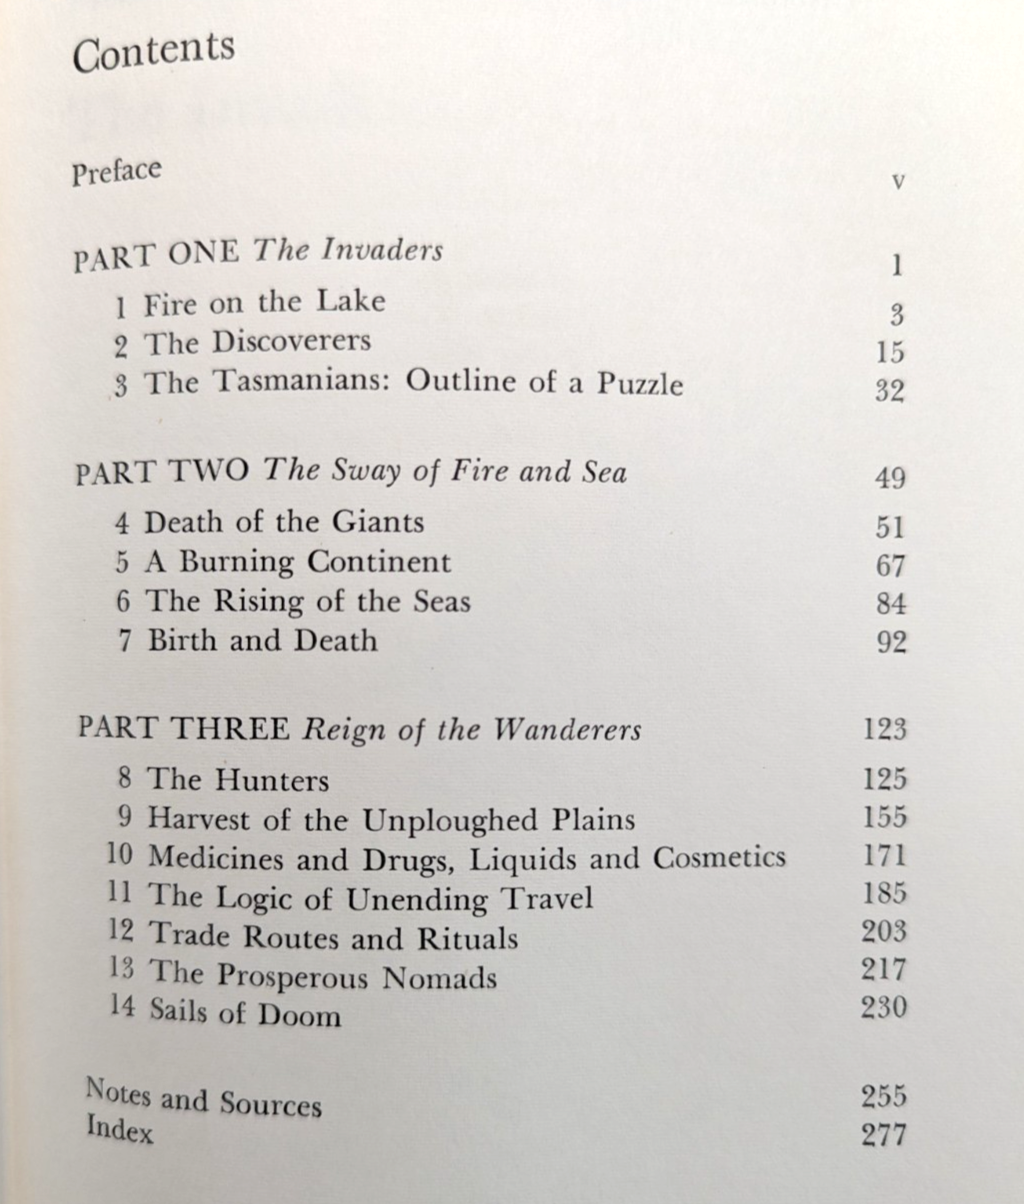 Contents
Preface v
PART ONE The Invaders 1
1 Fire on the Lake 3
2 The Discoverers 15
3 The Tasmanians: Outline of a Puzzle 32
PART TWO The Sway of Fire and Sea 49
4 Death of the Giants 51
5 A Burning Continent 67
6 The Rising of the Seas 84
7 Birth and Death 92
PART THREE Reign of the Wanderers 123
8 The Hunters 125
9 Harvest of the Unploughed Plains 155
10 Medicines and Drugs, Liquids and Cosmetics 171
11 The Logic of Unending Travel 185
12 Trade Routes and Rituals 203
13 The Prosperous Nomads 217
14 Sails of Doom 230
Notes and Sources 255
Index 277